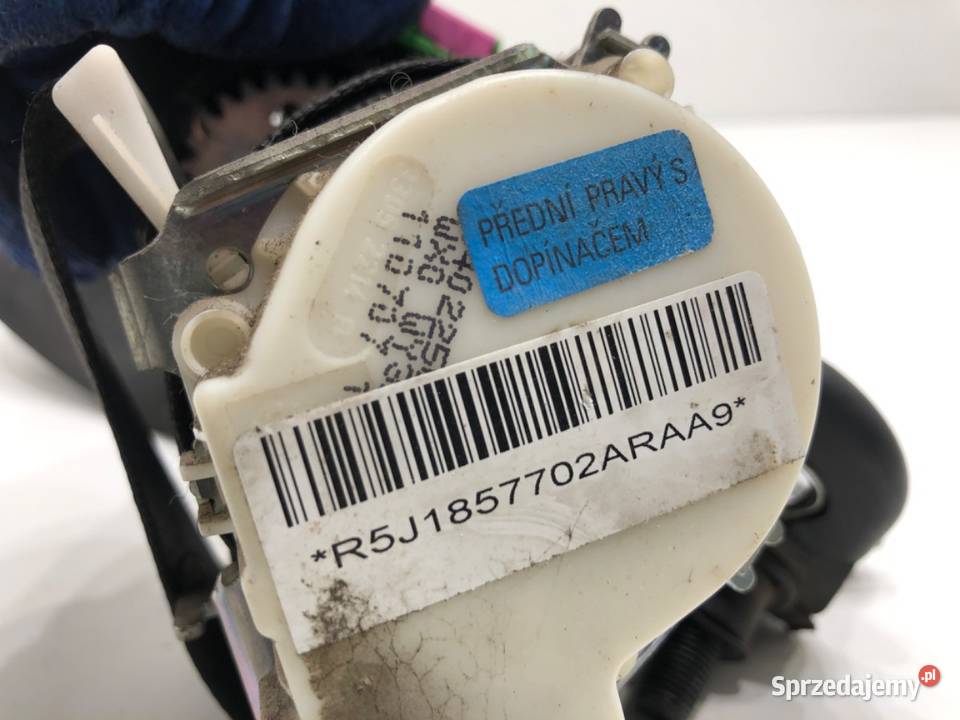 PŘEDNÍ PRAVÝ S
DOPÍNAČEM
*R5J1857702ARAA9*
Sprzedajemy.pl